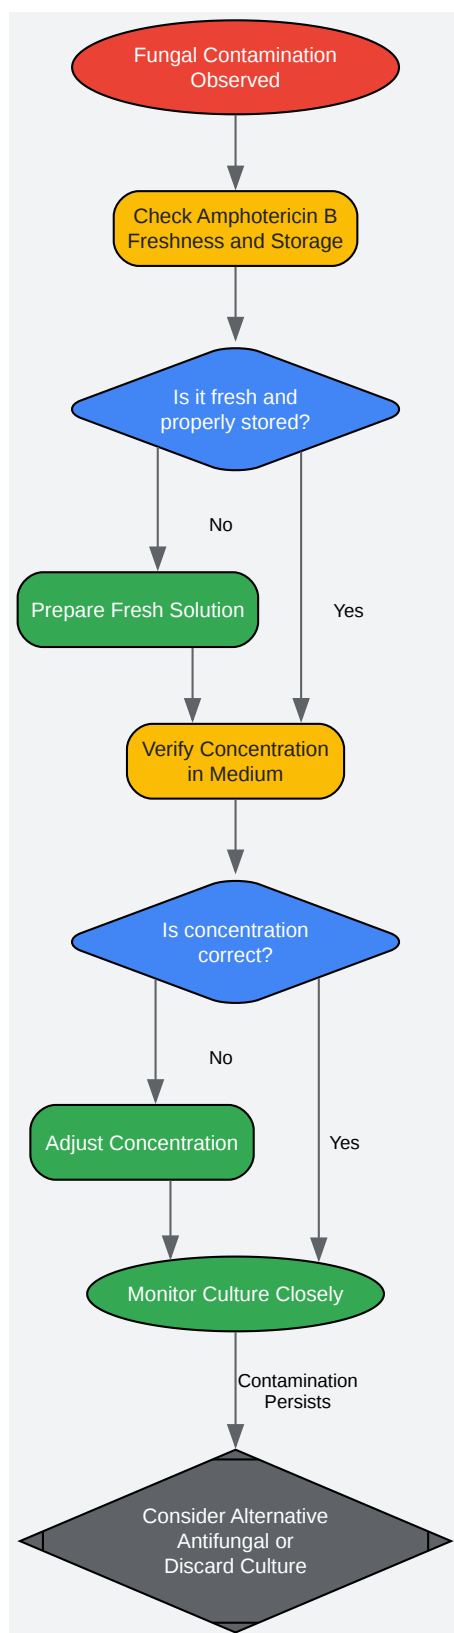 Fungal Contamination
Observed
Check Amphotericin B
Freshness and Storage
Is it fresh and
properly stored?
No
Prepare Fresh Solution
Yes
Verify Concentration
in Medium
Is concentration
correct?
No
Adjust Concentration
Yes
Monitor Culture Closely
Contamination
Persists
Consider Alternative
Antifungal or
Discard Culture